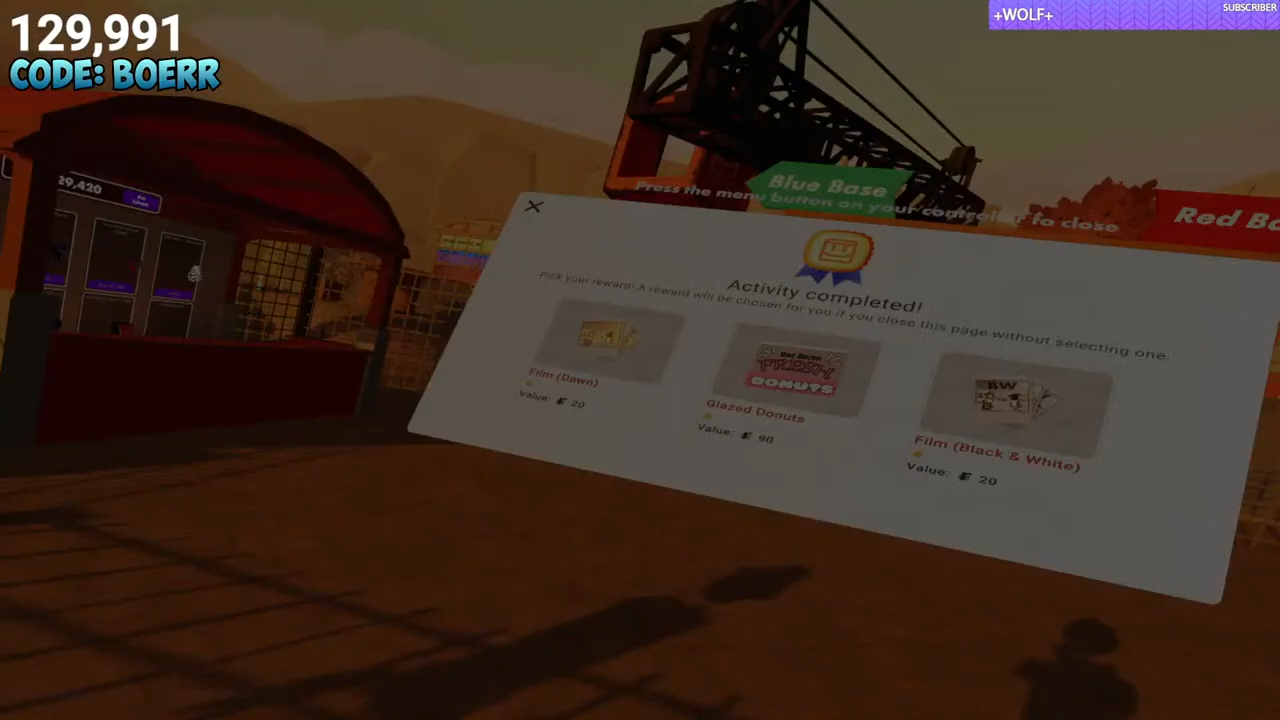 129,991
CODE: BOERR
+WOLF+
SUBSCRIBER
29,420
Blue Base
Red Ba
Press the menu button on your controller to close
Activity completed!
Pick your reward! A reward will be chosen for you if you close this page without selecting one.
Film (Dawn)
Value: 20
FRESH
DONUTS
Glazed Donuts
Value: 90
BW
Film (Black & White)
Value: 20